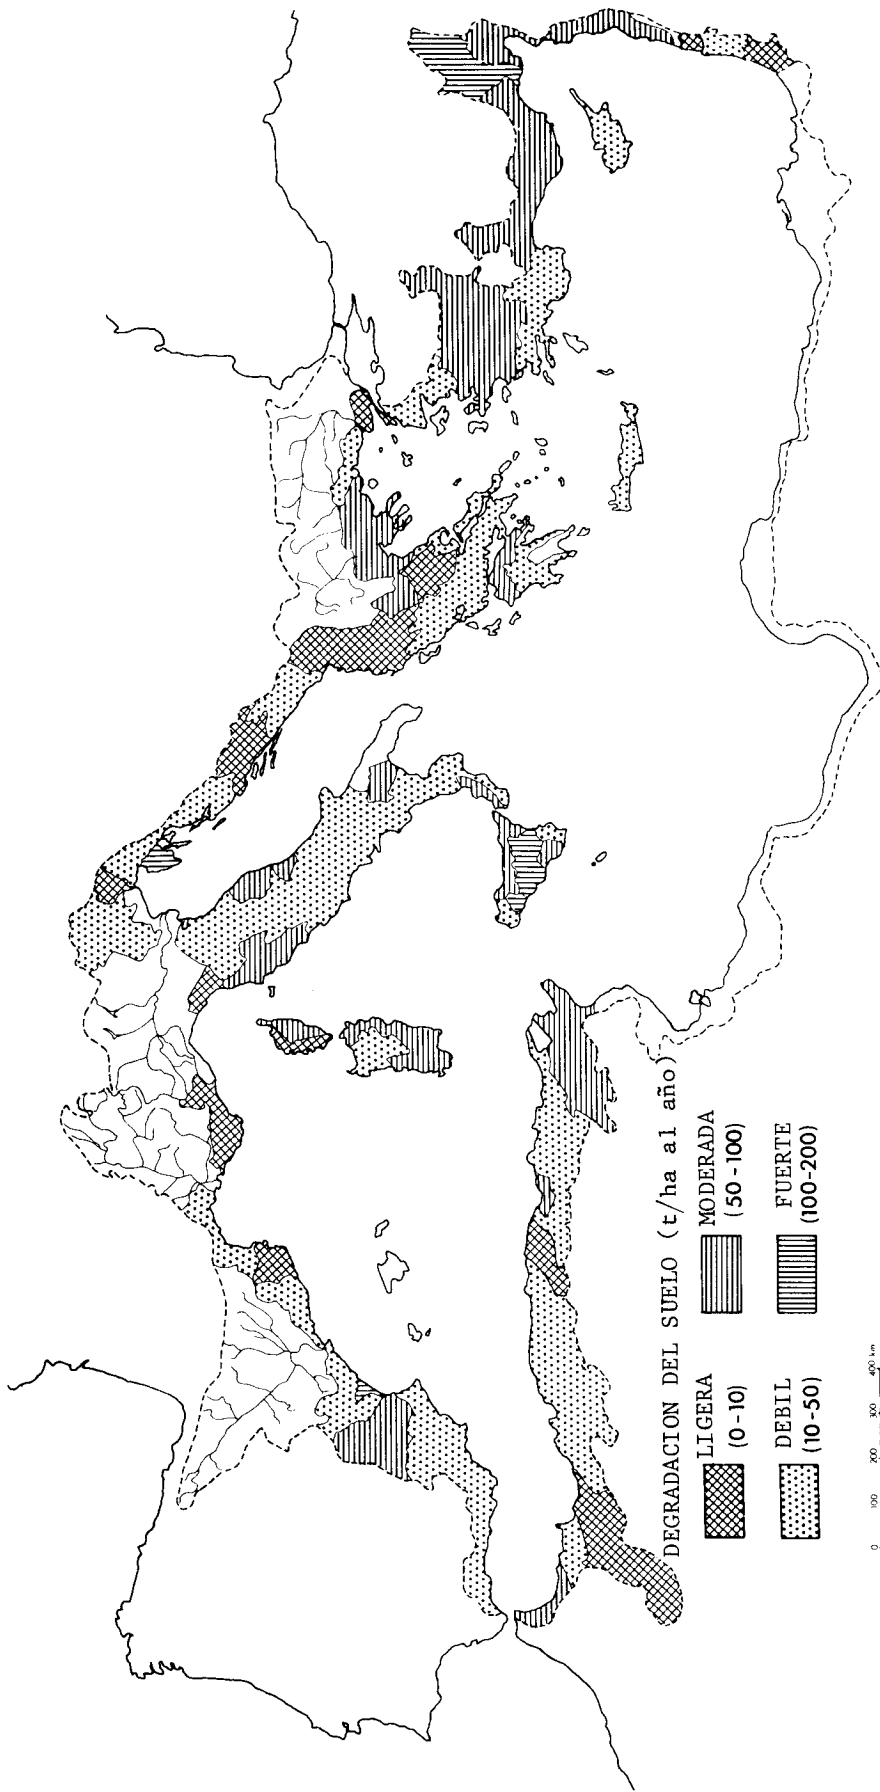 DEGRADACION DEL SUELO (t/ha al año)
LIGERA
(0-10)
MODERADA
(50-100)
DEBIL
(10-50)
FUERTE
(100-200)
0 100 200 300 400 km